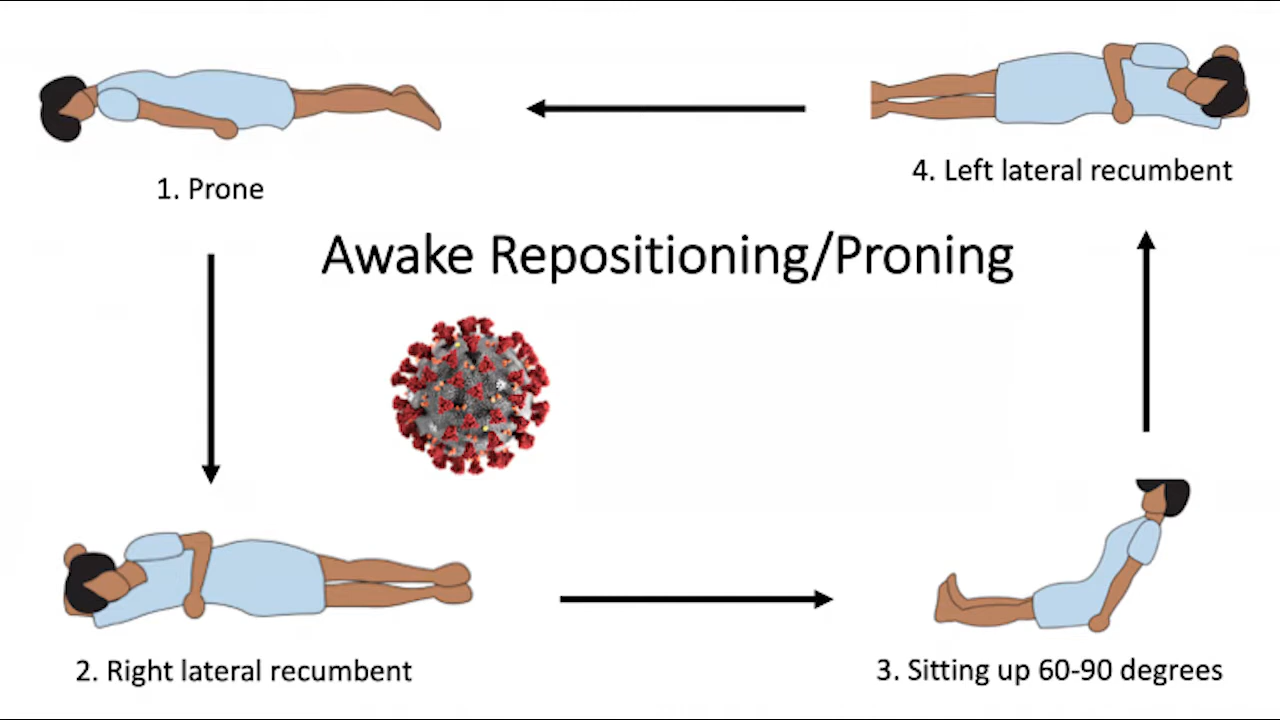 1. Prone
4. Left lateral recumbent
Awake Repositioning/Proning
2. Right lateral recumbent
3. Sitting up 60-90 degrees